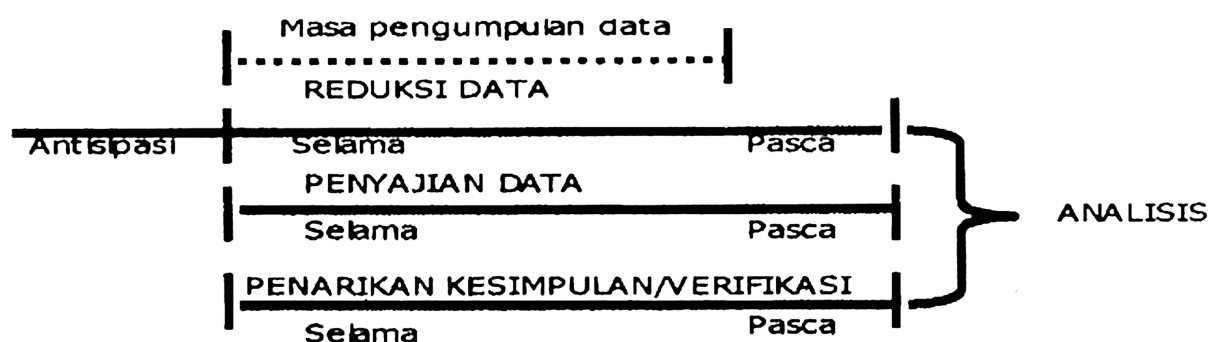 Masa pengumpulan data
REDUKSI DATA
Antisipasi Selama Pasca
PENYAJIAN DATA
Selama Pasca
ANALISIS
PENARIKAN KESIMPULAN/VERIFIKASI
Selama Pasca